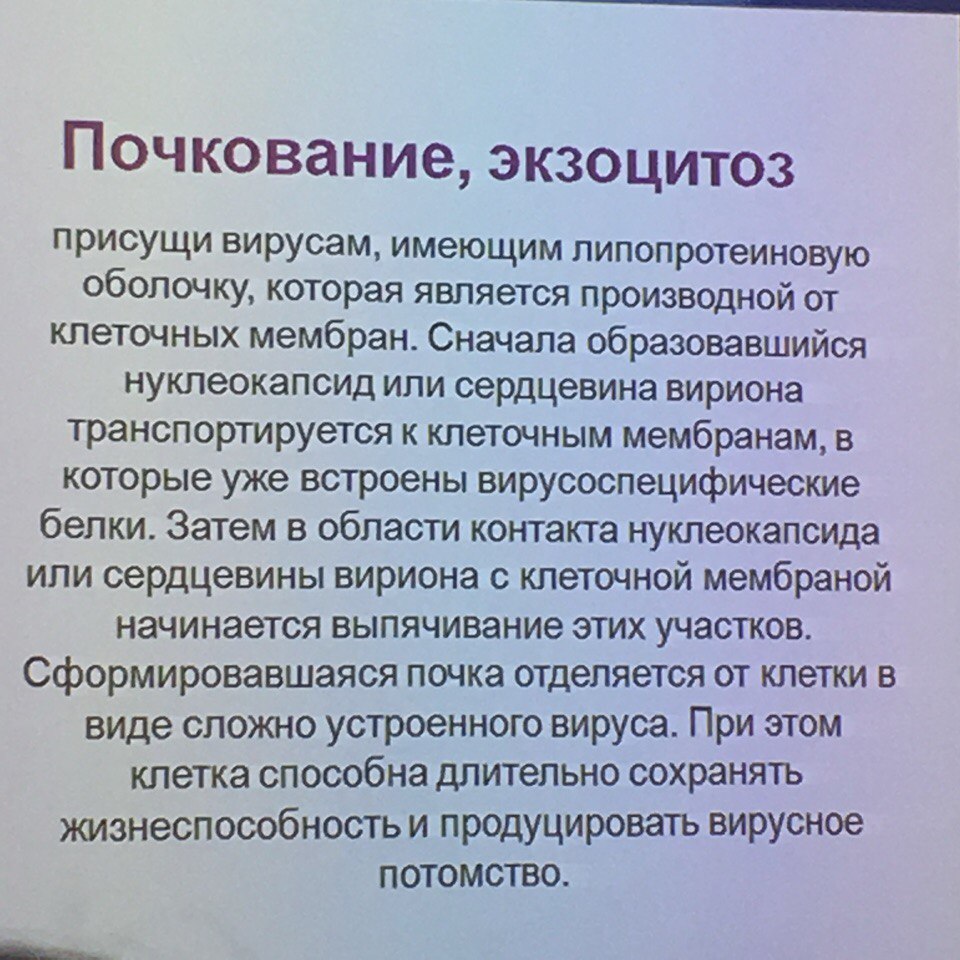 Почкование, экзоцитоз
присущи вирусам, имеющим липопротеиновую
оболочку, которая является производной от
клеточных мембран. Сначала образовавшийся
нуклеокапсид или сердцевина вириона
транспортируется к клеточным мембранам, в
которые уже встроены вирусоспецифические
белки. Затем в области контакта нуклеокапсида
или сердцевины вириона с клеточной мембраной
начинается выпячивание этих участков.
Сформировавшаяся почка отделяется от клетки в
виде сложно устроенного вируса. При этом
клетка способна длительно сохранять
жизнеспособность и продуцировать вирусное
потомство.